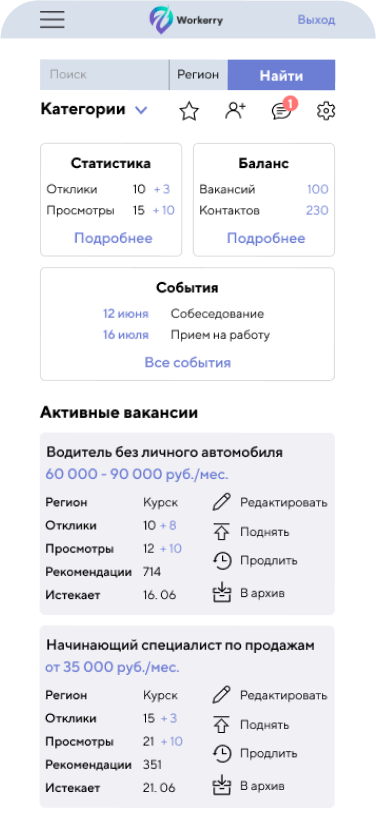 Workerry Выход
Поиск Регион Найти
Категории 1
Статистика
Отклики 10 +3
Просмотры 15 +10
Подробнее
Баланс
Вакансий 100
Контактов 230
Подробнее
События
12 июня Собеседование
16 июля Прием на работу
Все события
Активные вакансии
Водитель без личного автомобиля
60 000 - 90 000 руб./мес.
Регион Курск Редактировать
Отклики 10 +8 Поднять
Просмотры 12 +10 Продлить
Рекомендации 714
Истекает 16. 06 В архив
Начинающий специалист по продажам
от 35 000 руб./мес.
Регион Курск Редактировать
Отклики 15 +3 Поднять
Просмотры 21 +10 Продлить
Рекомендации 351
Истекает 21. 06 В архив